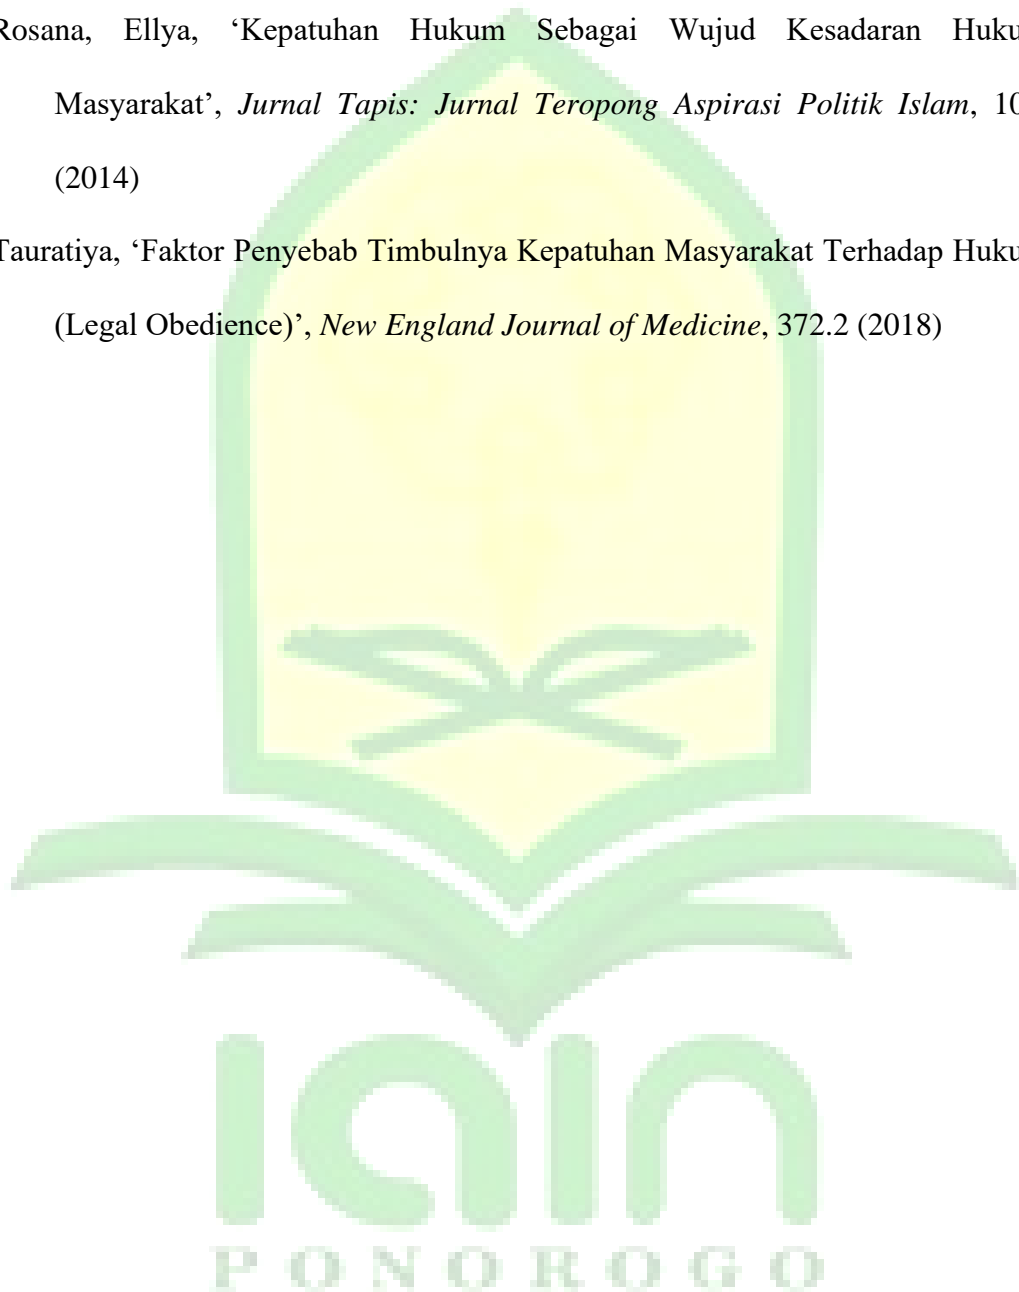 Rosana, Ellya, ‘Kepatuhan Hukum Sebagai Wujud Kesadaran Huku
Masyarakat’, Jurnal Tapis: Jurnal Teropong Aspirasi Politik Islam, 10
(2014)
Tauratiya, ‘Faktor Penyebab Timbulnya Kepatuhan Masyarakat Terhadap Huku
(Legal Obedience)’, New England Journal of Medicine, 372.2 (2018)
IAIN
PONOROGO